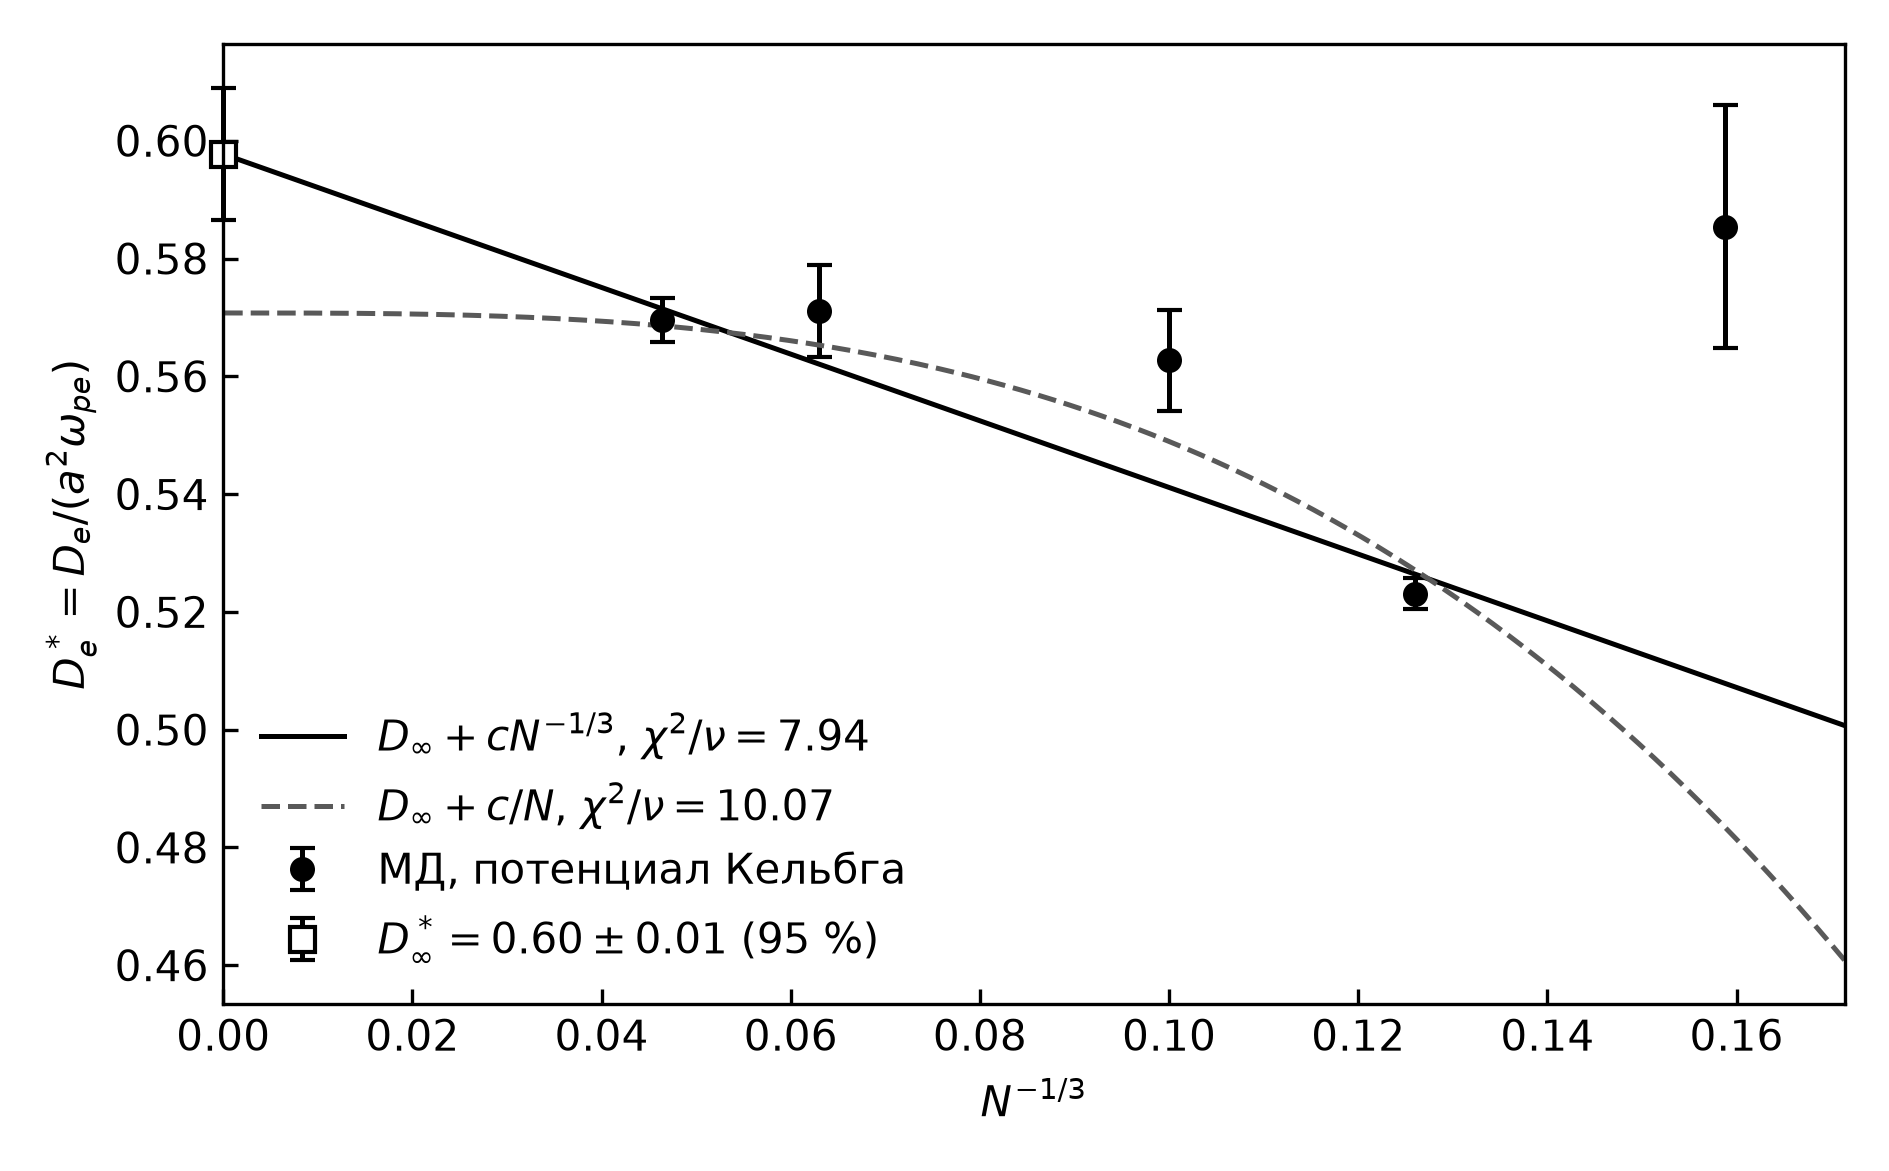 0.60
0.58
0.56
0.54
0.52
0.50
0.48
0.46
D*e = De/(a²ωpe)
D∞ + cN⁻¹/³, χ²/ν = 7.94
D∞ + c/N, χ²/ν = 10.07
МД, потенциал Кельбга
D*∞ = 0.60 ± 0.01 (95 %)
0.00 0.02 0.04 0.06 0.08 0.10 0.12 0.14 0.16
N⁻¹/³